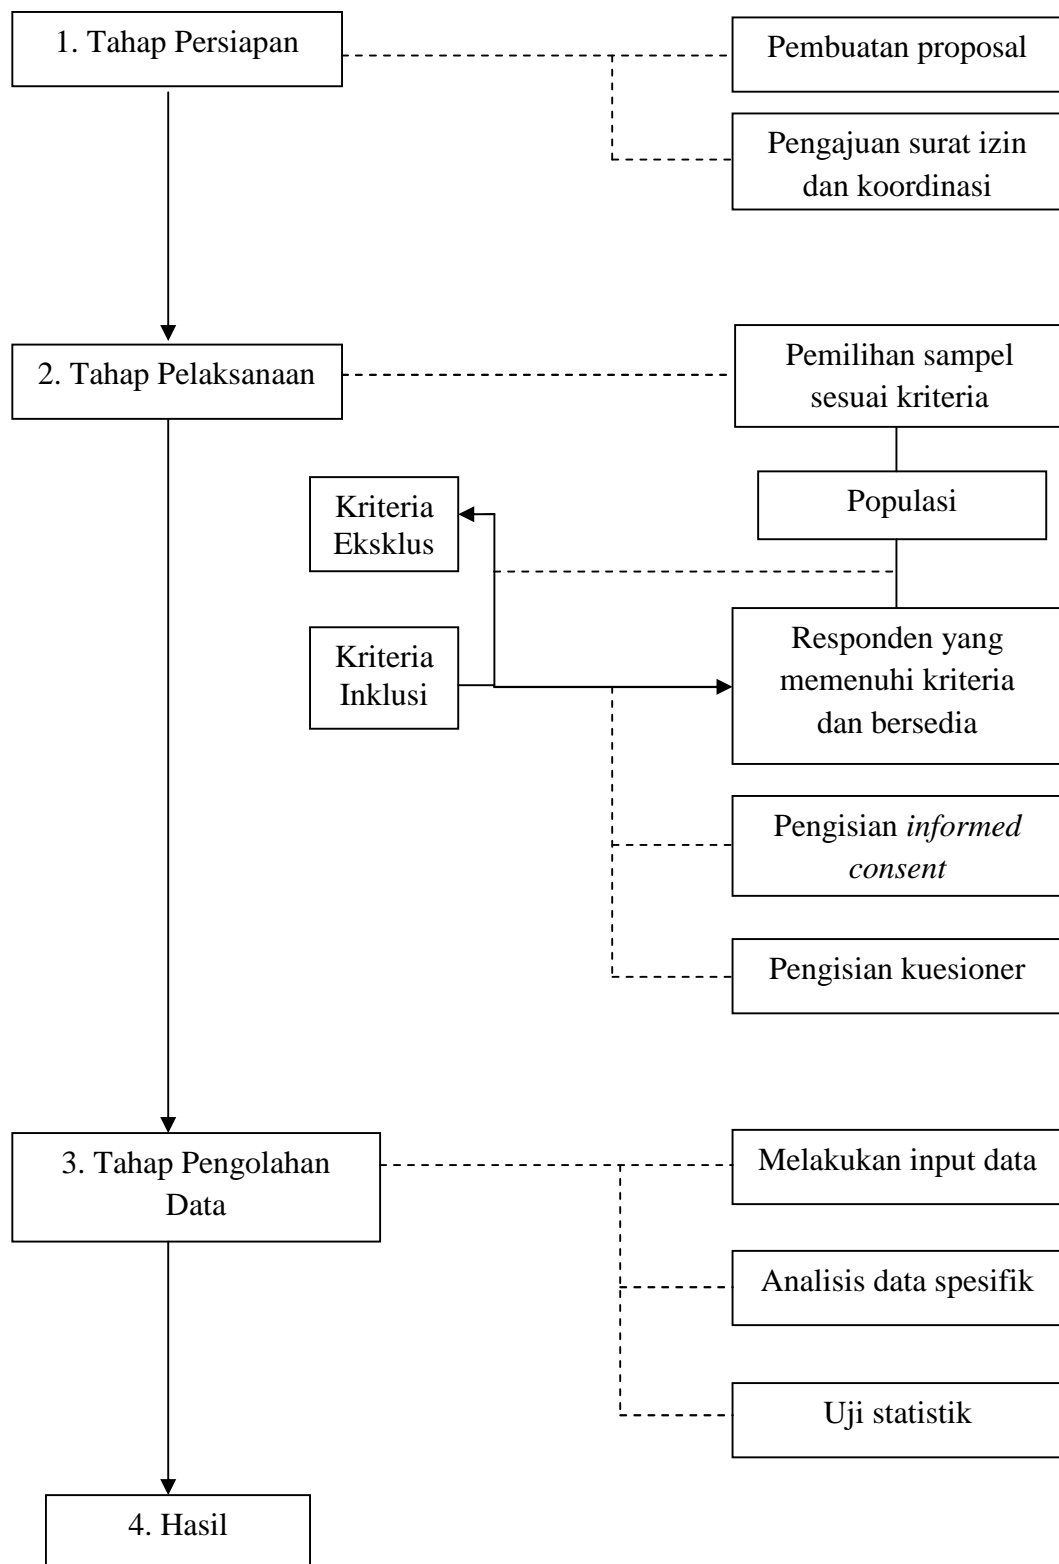 1. Tahap Persiapan
Pembuatan proposal
Pengajuan surat izin
dan koordinasi
2. Tahap Pelaksanaan
Pemilihan sampel
sesuai kriteria
Populasi
Kriteria
Eksklus
Kriteria
Inklusi
Responden yang
memenuhi kriteria
dan bersedia
Pengisian informed
consent
Pengisian kuesioner
3. Tahap Pengolahan
Data
Melakukan input data
Analisis data spesifik
Uji statistik
4. Hasil